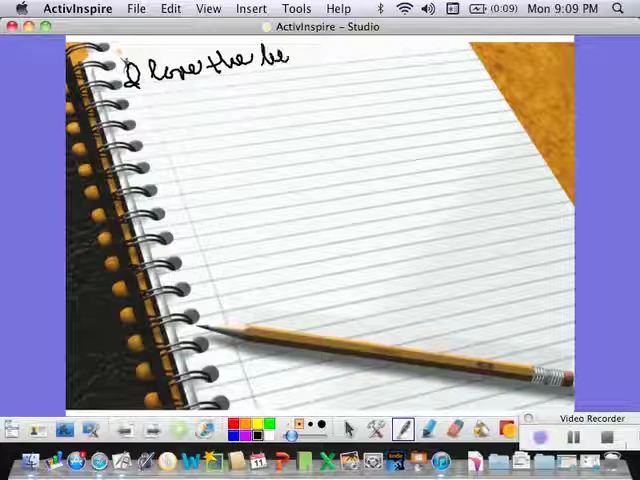 ActivInspire File Edit View Insert Tools Help (0:09) Mon 9:09 PM
ActivInspire – Studio
I love the be
Video Recorder